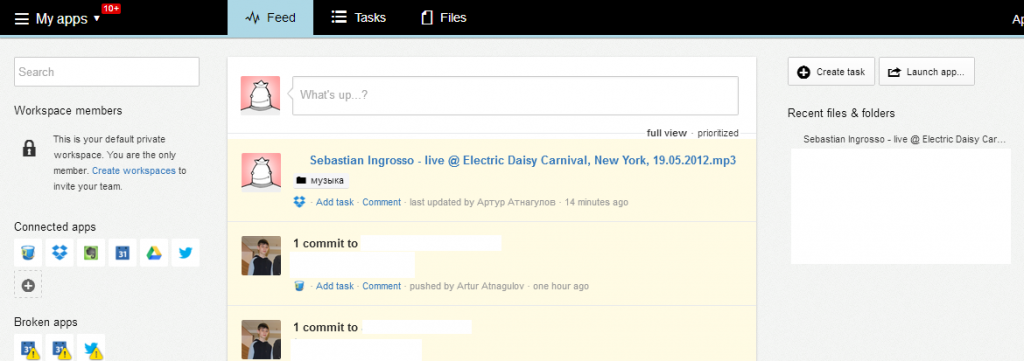 My apps
10+
Feed
Tasks
Files
Search
Workspace members
This is your default private
workspace. You are the only
member. Create workspaces to
invite your team.
Connected apps
31
Broken apps
31
31
What's up...?
full view · prioritized
Sebastian Ingrosso - live @ Electric Daisy Carnival, New York, 19.05.2012.mp3
музыка
· Add task · Comment · last updated by Артур Атнагулов · 14 minutes ago
1 commit to
· Add task · Comment · pushed by Artur Atnagulov · one hour ago
1 commit to
Create task
Launch app...
Recent files & folders
Sebastian Ingrosso - live @ Electric Daisy Car...